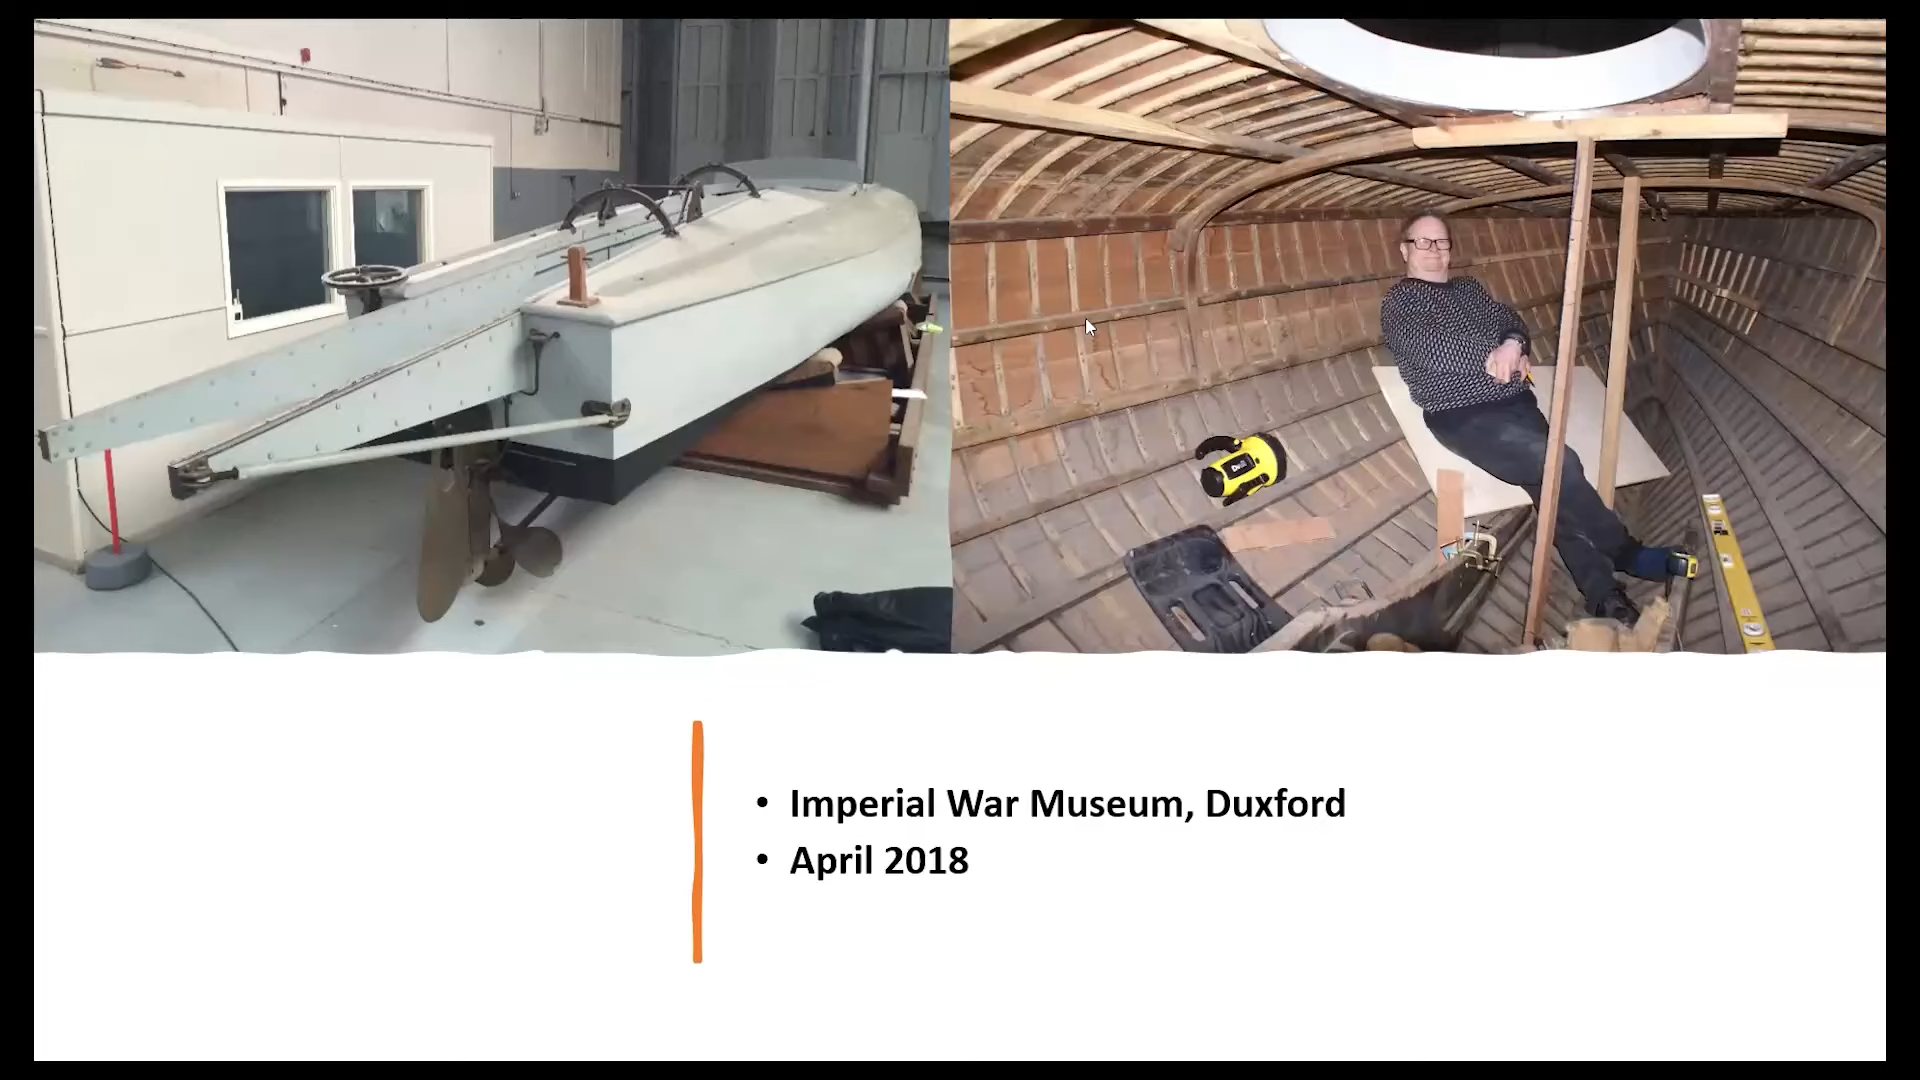 • Imperial War Museum, Duxford
• April 2018